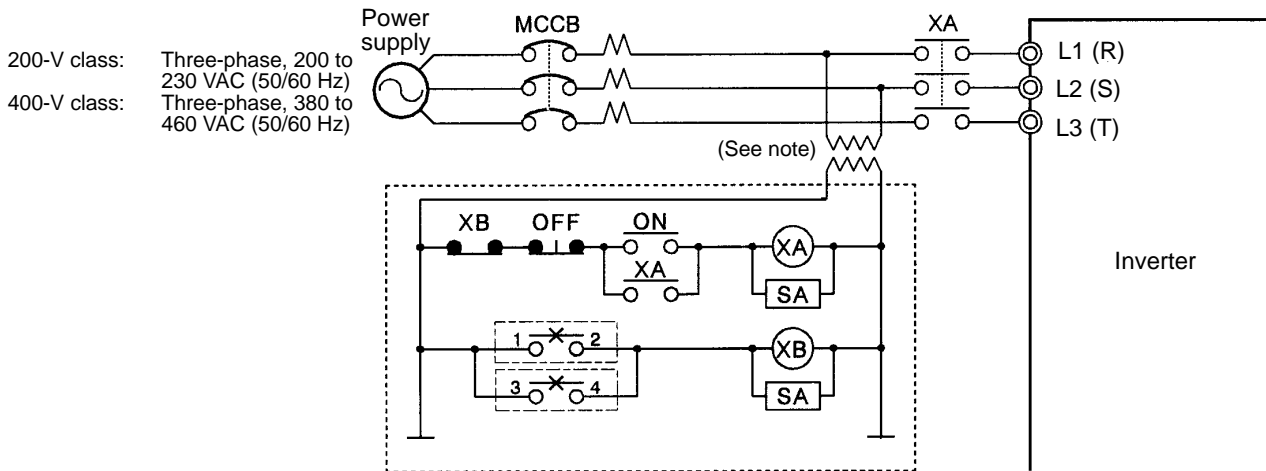 Power supply
MCCB
XA
200-V class: Three-phase, 200 to 230 VAC (50/60 Hz)
400-V class: Three-phase, 380 to 460 VAC (50/60 Hz)
L1 (R)
L2 (S)
L3 (T)
(See note)
XB OFF ON
XA
XA
SA
Inverter
1 2
XB
3 4
SA